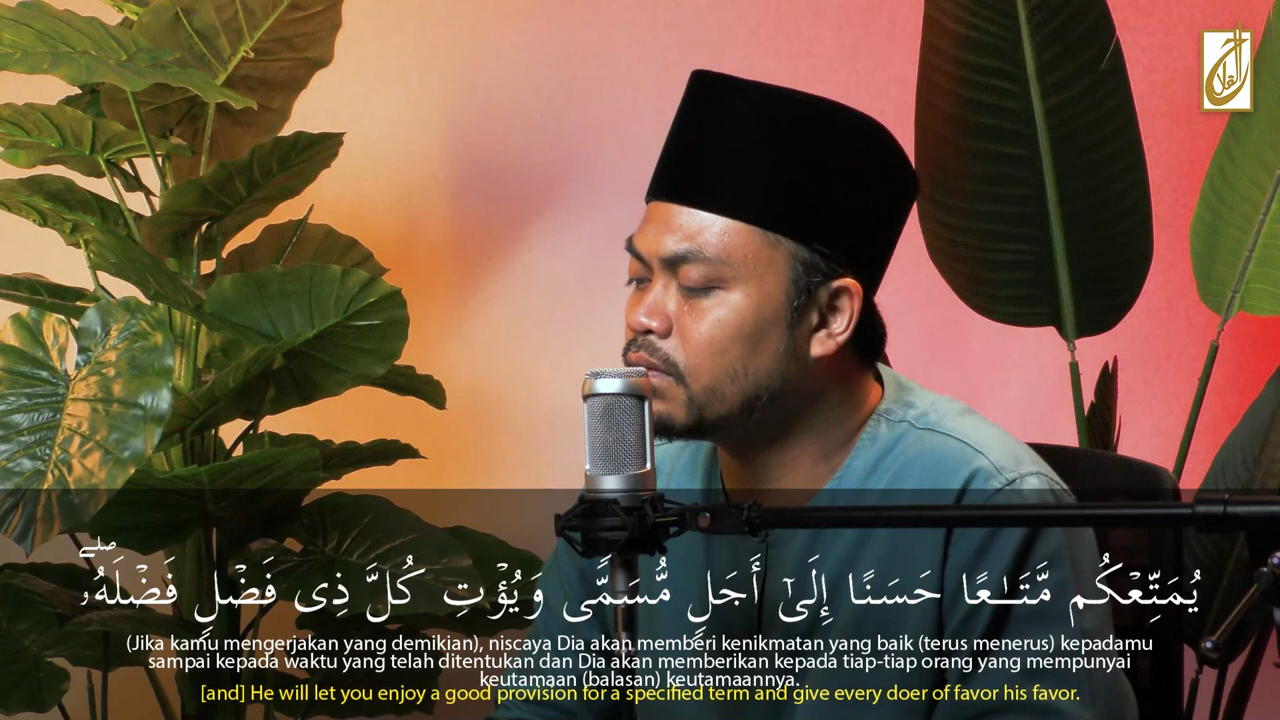 يُمَتِّعْكُم مَّتَـٰعًا حَسَنًا إِلَىٰٓ أَجَلٍ مُّسَمًّى وَيُؤْتِ كُلَّ ذِى فَضْلٍ فَضْلَهُۥ ۖ
(Jika kamu mengerjakan yang demikian), niscaya Dia akan memberi kenikmatan yang baik (terus menerus) kepadamu
sampai kepada waktu yang telah ditentukan dan Dia akan memberikan kepada tiap-tiap orang yang mempunyai
keutamaan (balasan) keutamaannya.
[and] He will let you enjoy a good provision for a specified term and give every doer of favor his favor.